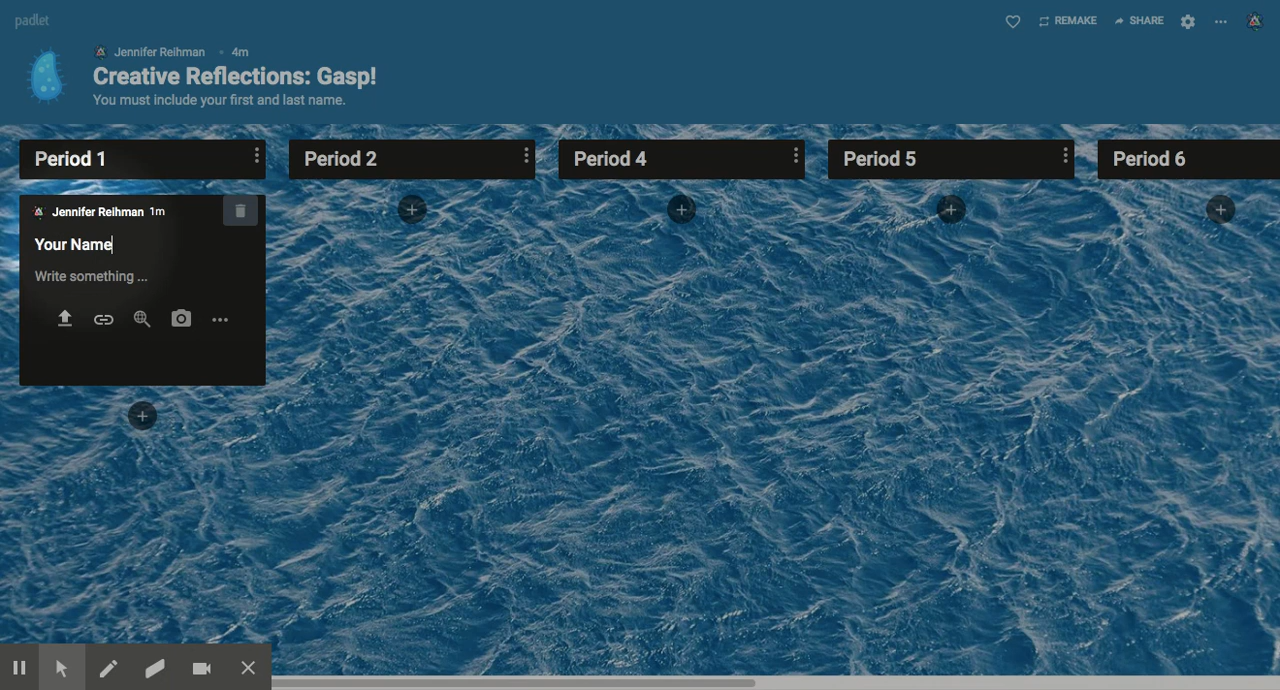 padlet
REMAKE
SHARE
Jennifer Reihman • 4m
Creative Reflections: Gasp!
You must include your first and last name.
Period 1
Period 2
Period 4
Period 5
Period 6
Jennifer Reihman 1m
Your Name
Write something ...